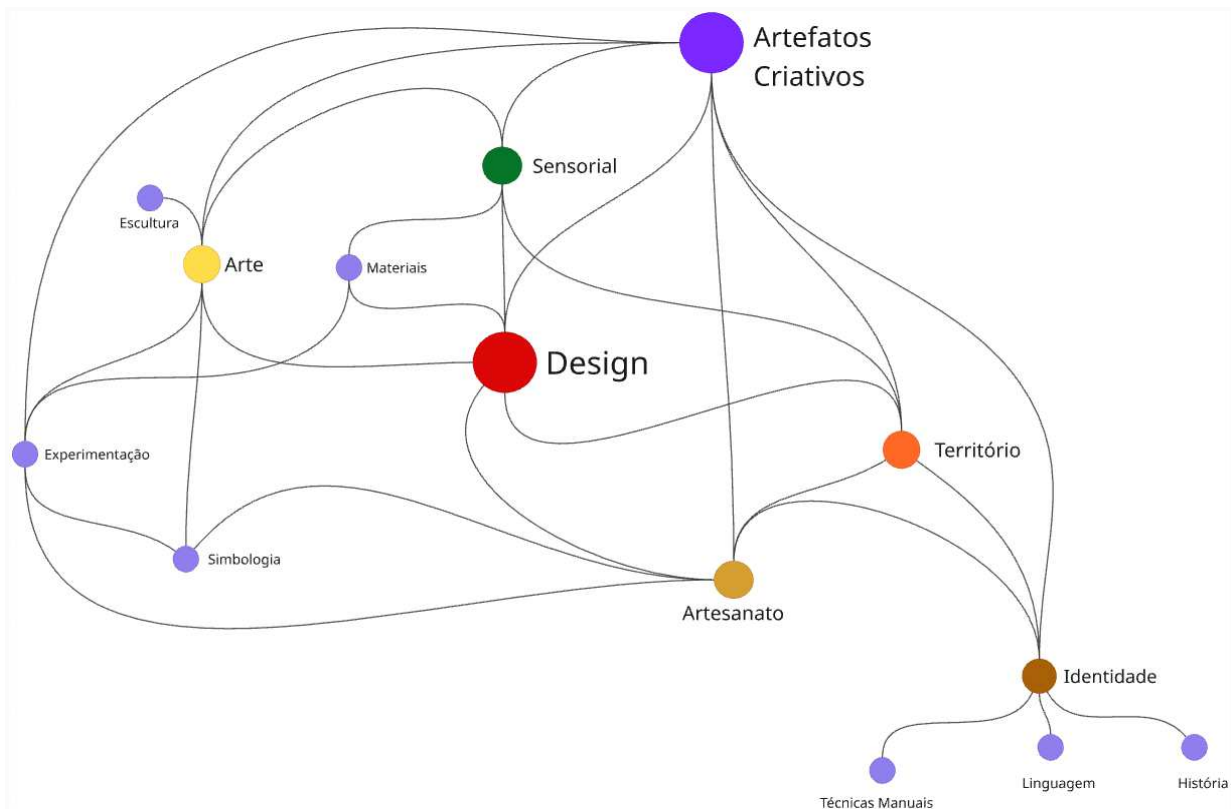 Artefatos
Criativos
Sensorial
Escultura
Arte
Materiais
Design
Território
Experimentação
Simbologia
Artesanato
Identidade
Linguagem
História
Técnicas Manuais